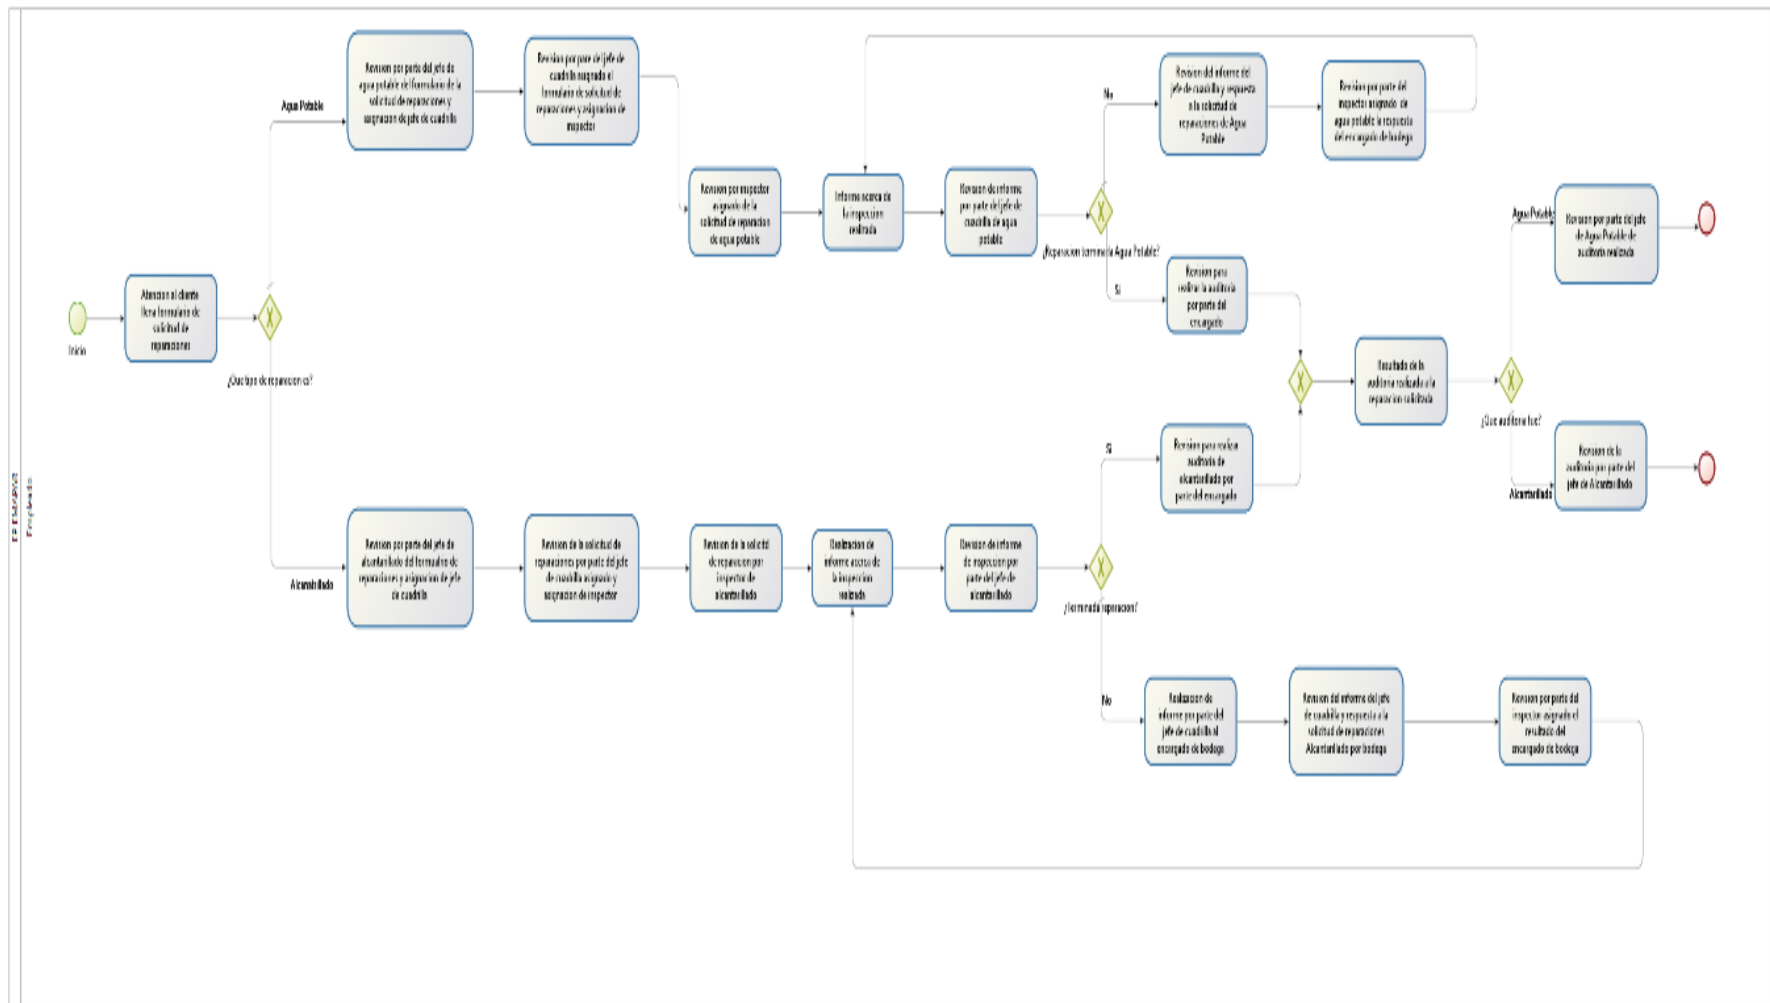 Inicio
Atencion al cliente
llena formulario de
solicitud de
reparaciones
¿Que tipo de reparacion es?
Agua Potable
Revision por parte del jefe de
agua potable del formulario de la
solicitud de reparaciones y
asignacion de jefe de cuadrilla
Revision por pare del jefe de
cuadrilla asignado el
formulario de solicitud de
reparaciones y asignacion de
inspector
Revision por inspector
asignado de la
solicitud de reparacion
de agua potable
Informe acerca de
la inspeccion
realizada
Revision de informe
por parte del jefe de
cuadrilla de agua
potable
¿Reparacion terminada Agua Potable?
No
Revision del informe del
jefe de cuadrilla y respuesta
a la solicitud de
reparaciones de Agua
Potable
Revision por parte del
inspector asignado de
agua potable la respuesta
del encargado de bodega
Si
Revision para
realizar la auditoria
por parte del
encargado
Resultado de la
auditoria realizada a la
reparacion solicitada
¿Que auditoria fue?
Agua Potable
Revision por parte del jefe
de Agua Potable de
auditoria realizada
Alcantarillado
Revision de la
auditoria por parte del
jefe de Alcantarillado
Alcantarillado
Revision por parte del jefe de
alcantarillado del formualrio de
reparaciones y asignacion de jefe
de cuadrilla
Revision de la solicitud de
reparaciones por parte del jefe
de cuadrilla asignado y
asignacion de inspector
Revision de la solicitd
de reparacion por
inspector de
alcantarillado
Realizacion de
informe acerca de
la inspeccion
realizada
Revision de informe
de inspeccion por
parte del jefe de
alcantarillado
¿Terminada reparacion?
Si
Revision para realizar
auditoria de
alcantarillado por
parte del encargado
No
Realizacion de
informe por parte del
jefe de cuadrilla al
encargado de bodega
Revision del informe del jefe
de cuadrilla y respuesta a la
solicitud de reparaciones
Alcantarillado por bodega
Revision por parte del
inspector asignado el
resultado del
encargado de bodega
Empleado